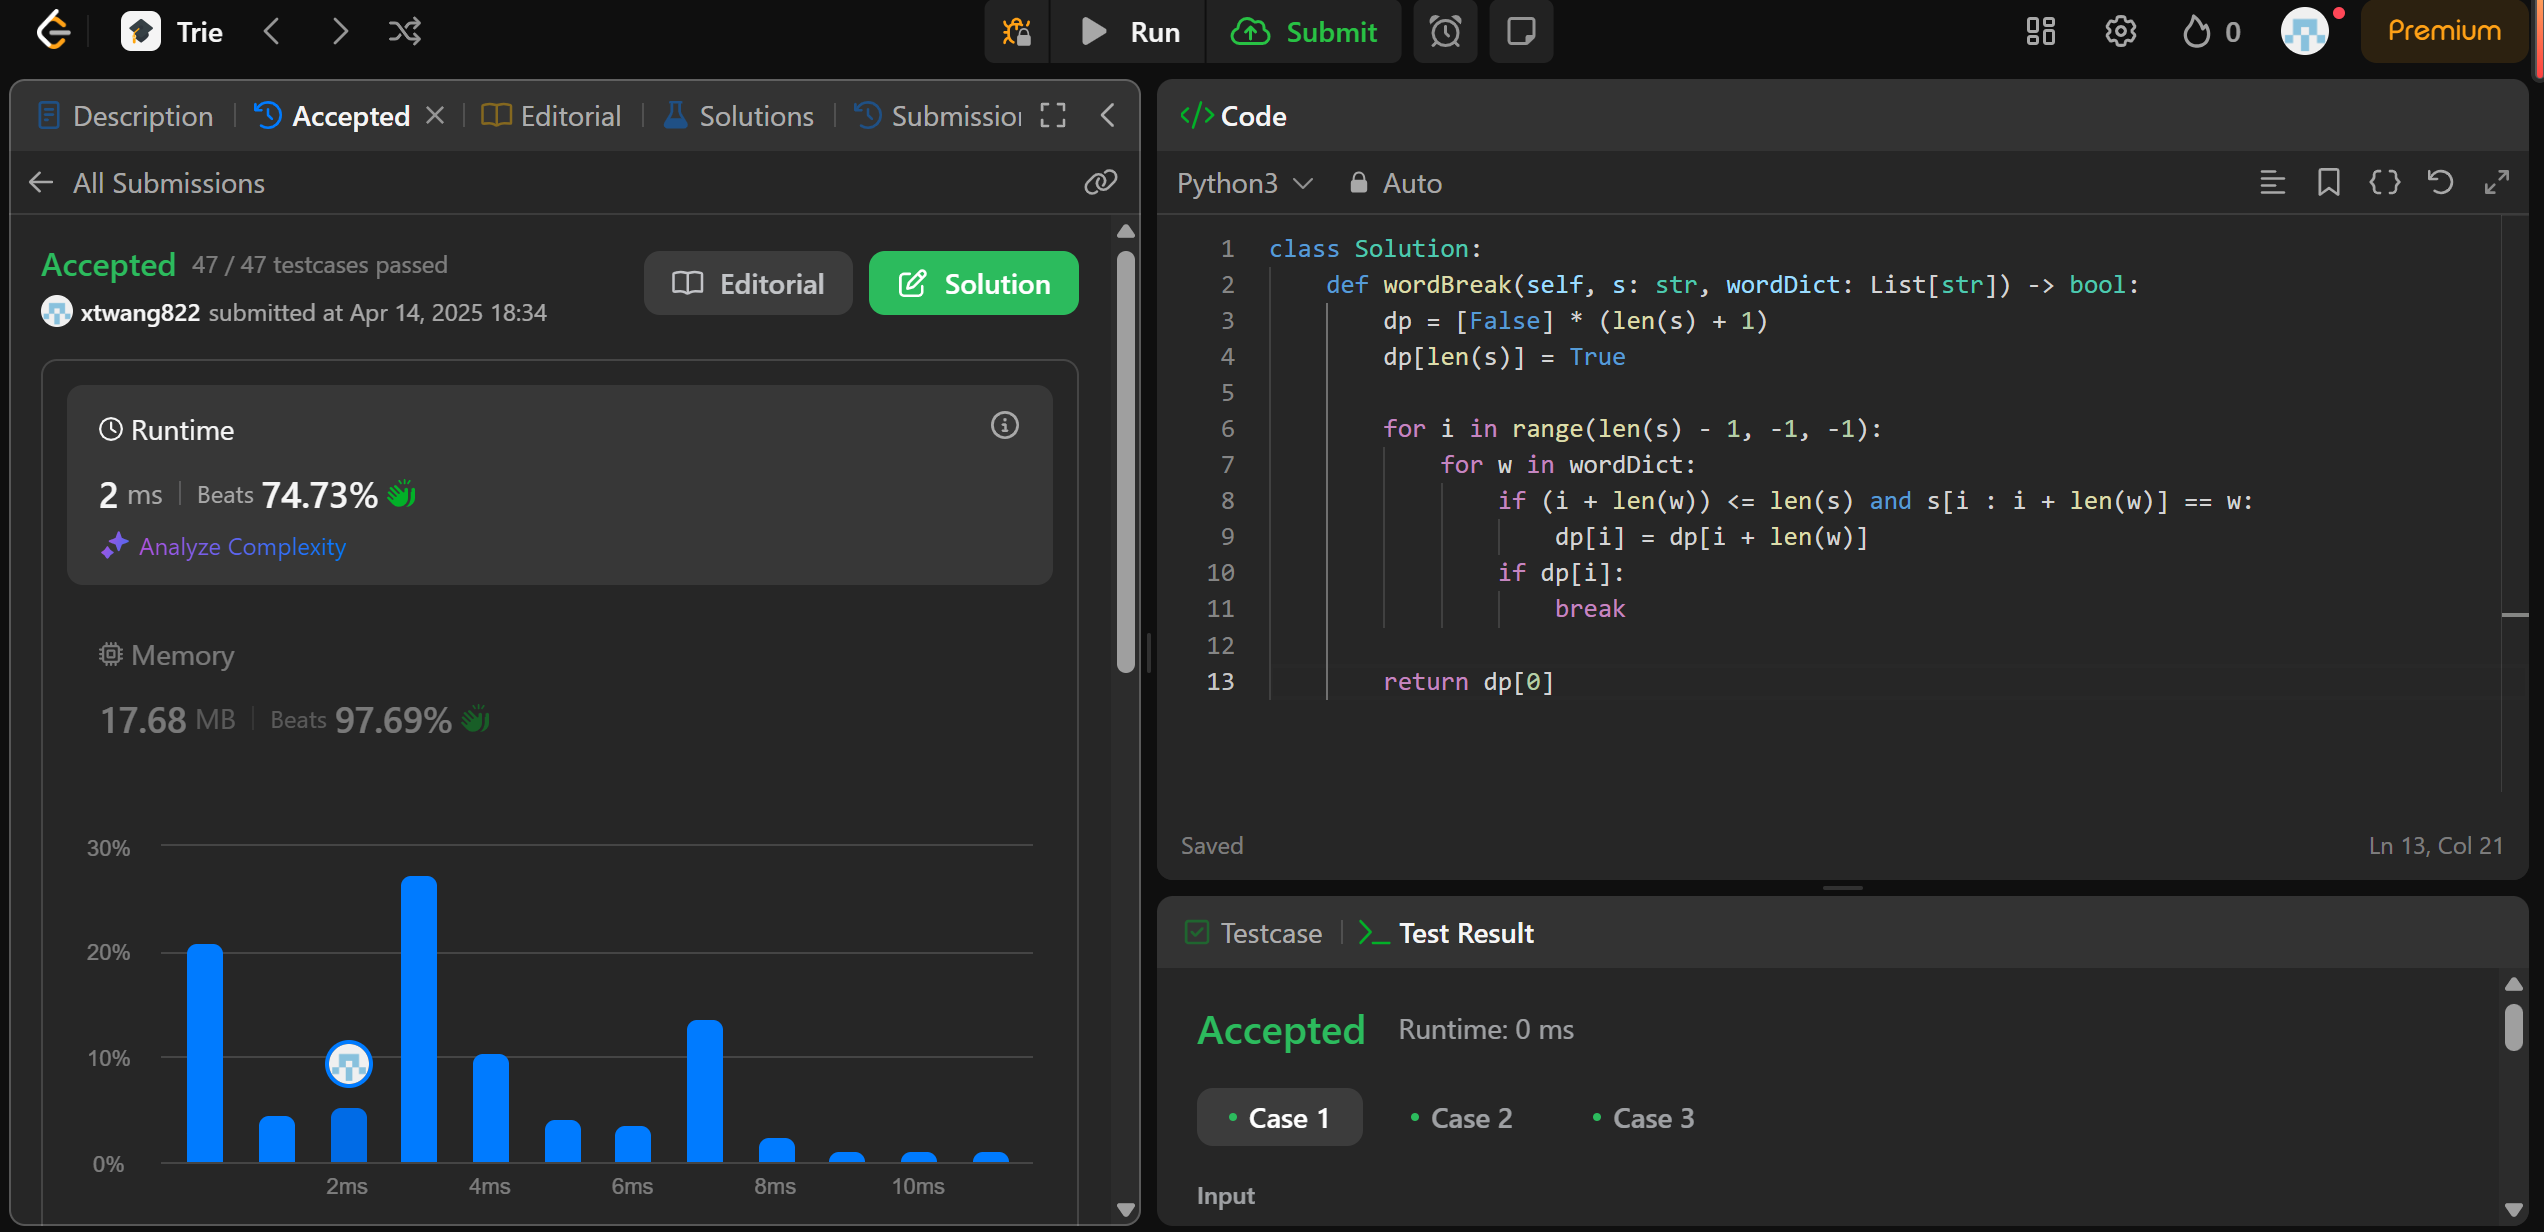 Trie
Run
Submit
0
Premium
Description
Accepted
Editorial
Solutions
Submission
All Submissions
Accepted 47 / 47 testcases passed
xtwang822 submitted at Apr 14, 2025 18:34
Editorial
Solution
Runtime
2 ms Beats 74.73%
Analyze Complexity
Memory
17.68 MB Beats 97.69%
30%
20%
10%
0%
2ms 4ms 6ms 8ms 10ms
Code
Python3 Auto
1 class Solution:
2 def wordBreak(self, s: str, wordDict: List[str]) -> bool:
3 dp = [False] * (len(s) + 1)
4 dp[len(s)] = True
5
6 for i in range(len(s) - 1, -1, -1):
7 for w in wordDict:
8 if (i + len(w)) <= len(s) and s[i : i + len(w)] == w:
9 dp[i] = dp[i + len(w)]
10 if dp[i]:
11 break
12
13 return dp[0]
Saved
Ln 13, Col 21
Testcase
>_ Test Result
Accepted Runtime: 0 ms
Case 1
Case 2
Case 3
Input